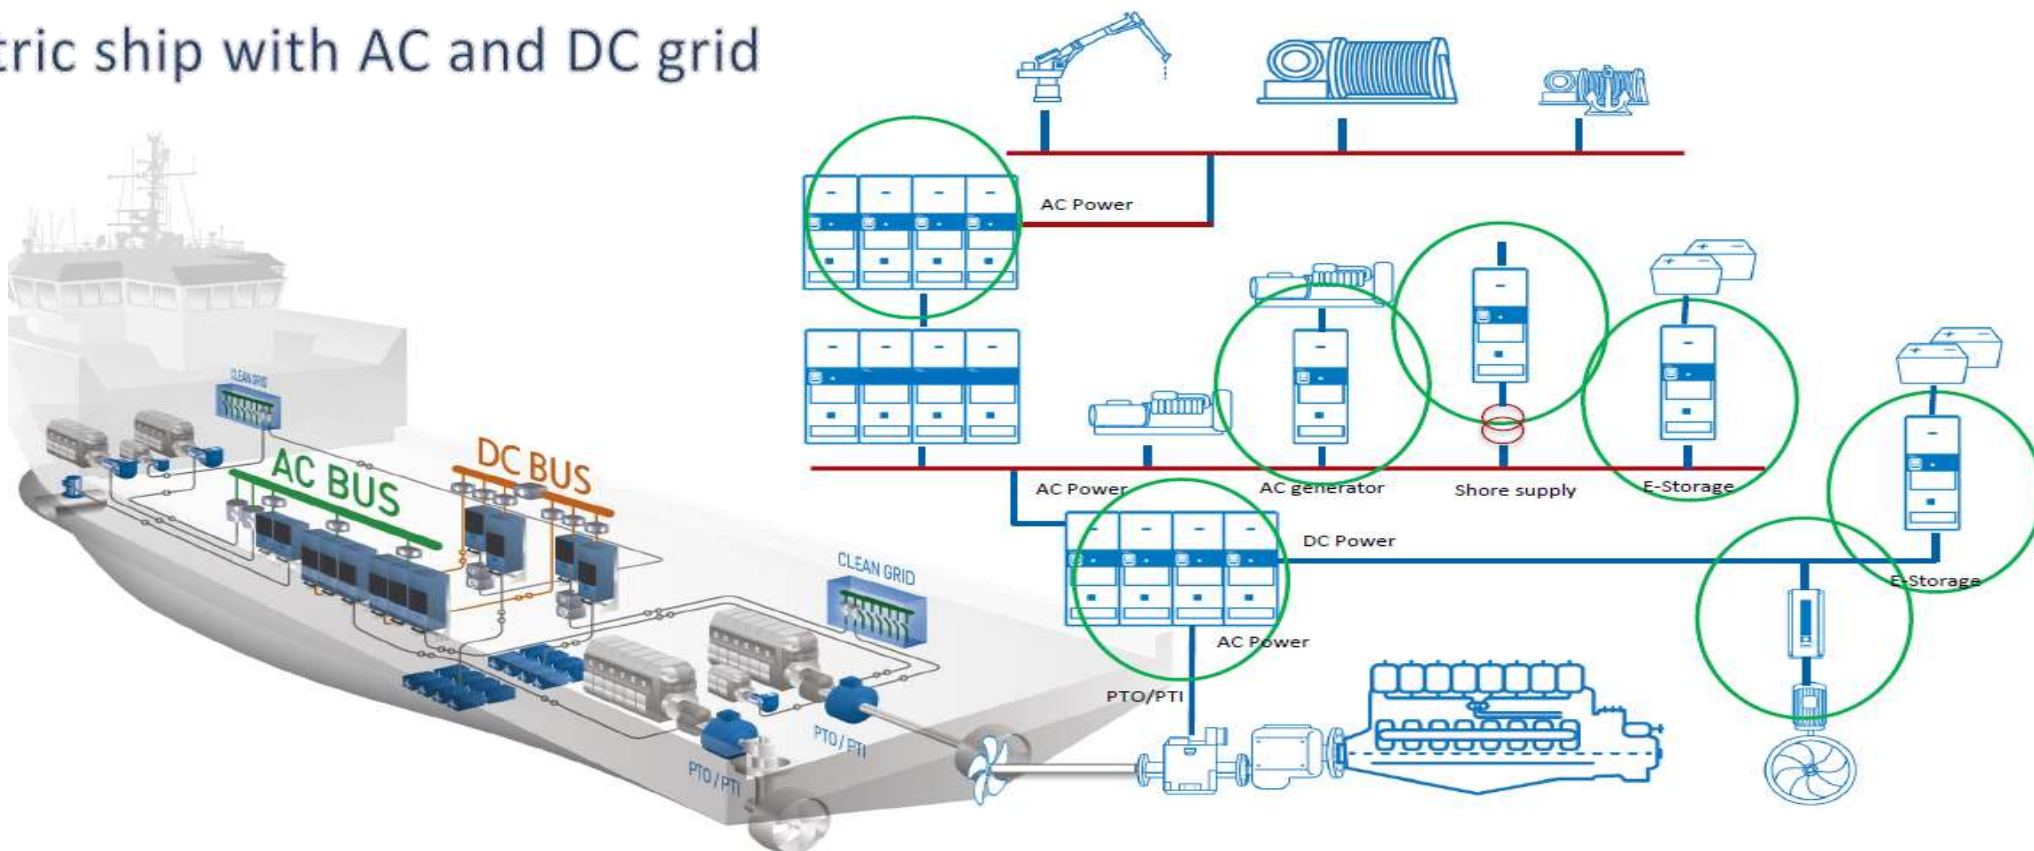 tric ship with AC and DC grid
AC Power
CLEAN GRID
DC BUS
AC BUS
AC Power
AC generator
Shore supply
E-Storage
DC Power
CLEAN GRID
E-Storage
AC Power
PTO/PTI
PTO / PTI
PTO / PTI